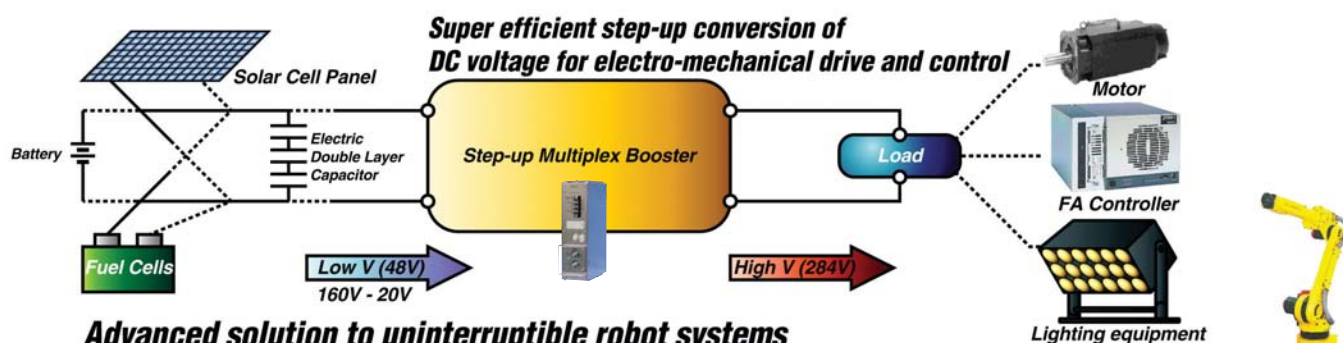 Super efficient step-up conversion of
DC voltage for electro-mechanical drive and control
Solar Cell Panel
Battery
Electric
Double Layer
Capacitor
Step-up Multiplex Booster
Load
Motor
FA Controller
Fuel Cells
Low V (48V)
160V - 20V
High V (284V)
Lighting equipment
Advanced solution to uninterruptible robot systems